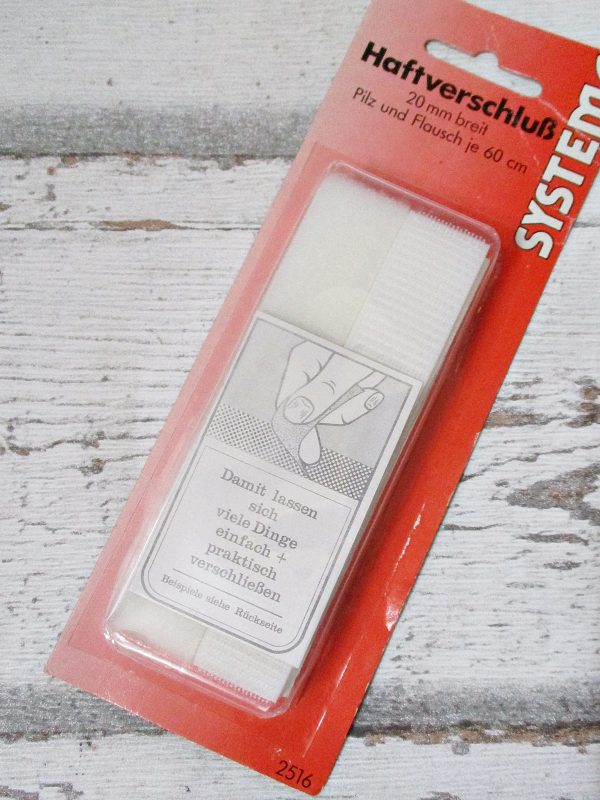 Haftverschluß
20 mm breit
Pilz und Flausch je 60 cm
SYSTEM
Damit lassen
sich
viele Dinge
einfach +
praktisch
verschließen
Beispiele siehe Rückseite
2516